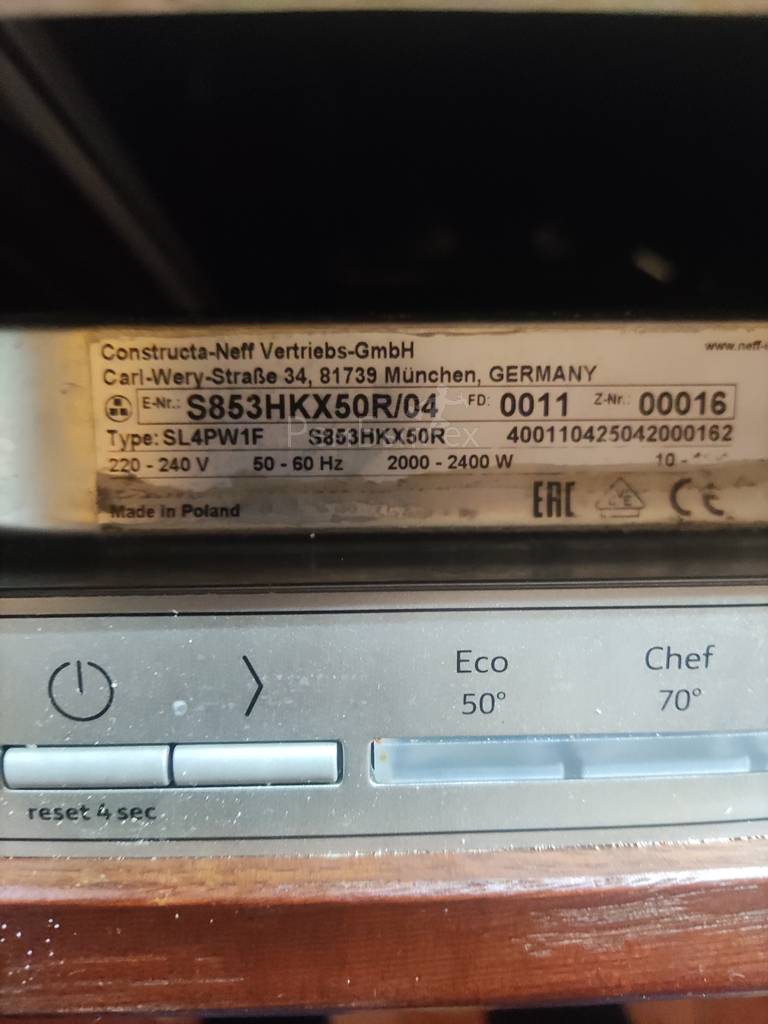 Constructa-Neff Vertriebs-GmbH
www.neff-
Carl-Wery-Straße 34, 81739 München, GERMANY
E-Nr.: S853HKX50R/04 FD: 0011 Z-Nr.: 00016
Type: SL4PW1F S853HKX50R 400110425042000162
220 - 240 V 50 - 60 Hz 2000 - 2400 W 10 -
Made in Poland
EAC VE CE
Eco Chef
50° 70°
reset 4 sec